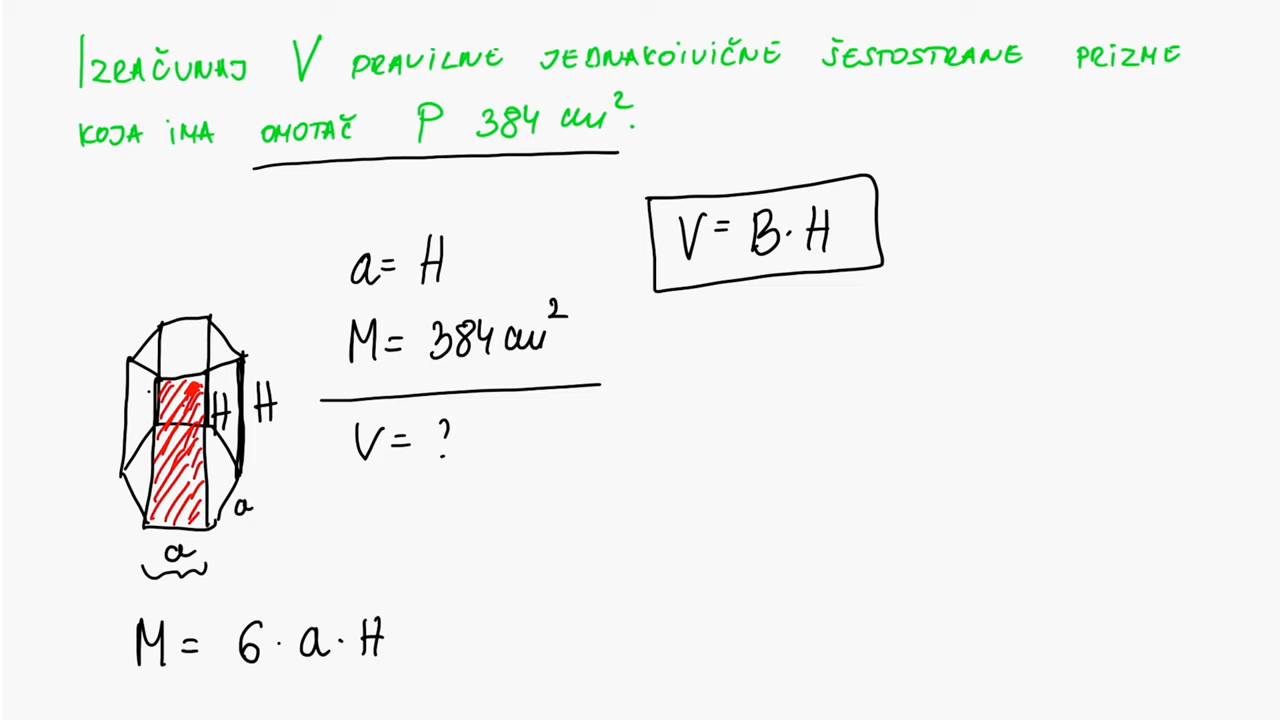 IZRAČUNAJ V PRAVILNE JEDNAKOIVIČNE ŠESTOSTRANE PRIZME
KOJA IMA OMOTAČ P 384 cm².
V = B · H
a = H
M = 384 cm²
V = ?
H H
a
a
M = 6 · a · H